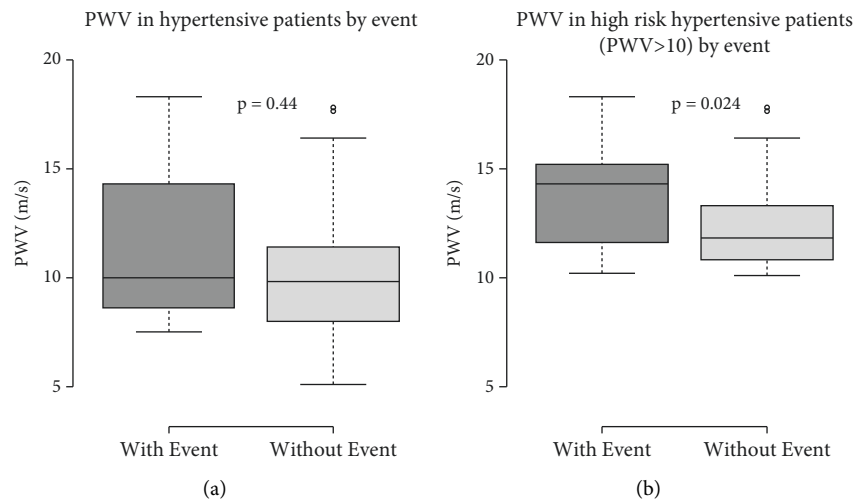 PWV in hypertensive patients by event
20
15
10
5
PWV (m/s)
p = 0.44
With Event
Without Event
(a)
PWV in high risk hypertensive patients
(PWV>10) by event
20
15
10
5
PWV (m/s)
p = 0.024
With Event
Without Event
(b)